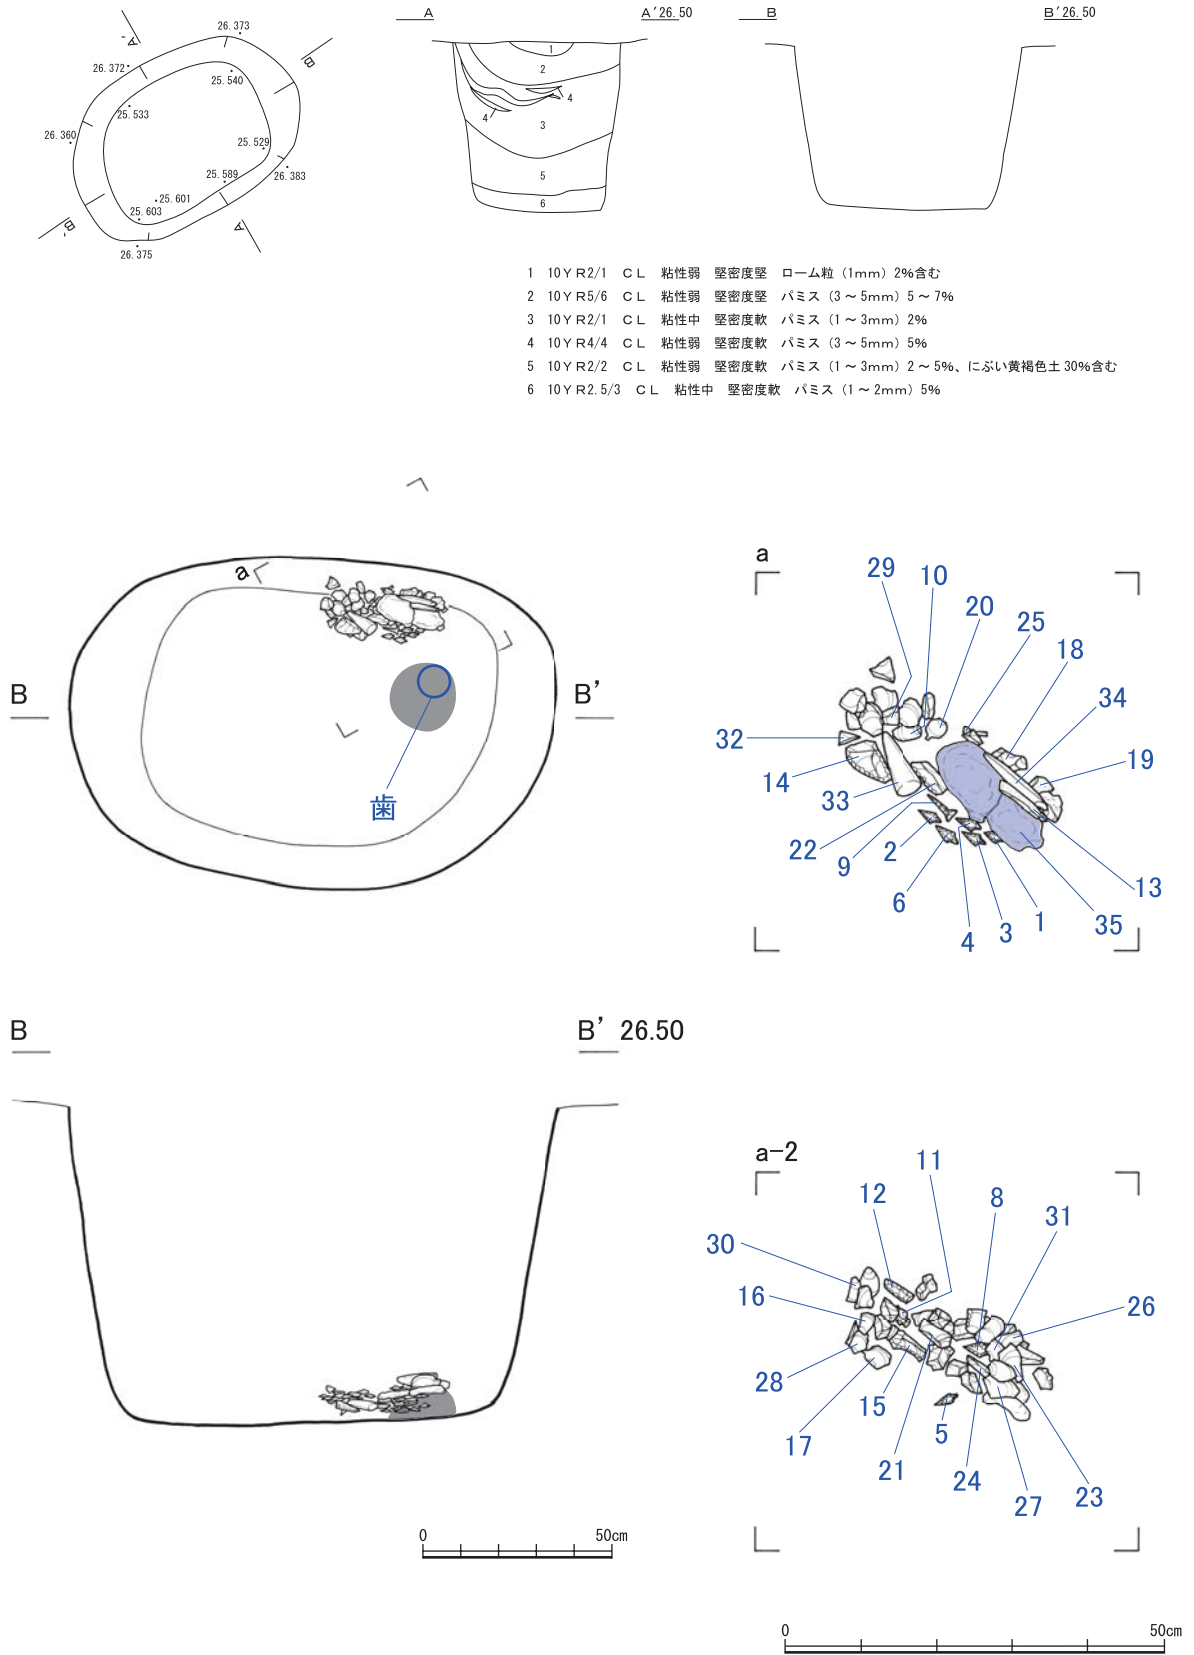 A
A'26.50
B
B'26.50
26.373
A'
B
26.372
25.540
25.533
26.360
25.529
25.589
26.383
25.601
25.603
B'
A
26.375
1
2
4
4
3
5
6
1 10YR2/1 CL 粘性弱 堅密度堅 ローム粒（1mm）2%含む
2 10YR5/6 CL 粘性弱 堅密度堅 パミス（3～5mm）5～7%
3 10YR2/1 CL 粘性中 堅密度軟 パミス（1～3mm）2%
4 10YR4/4 CL 粘性弱 堅密度軟 パミス（3～5mm）5%
5 10YR2/2 CL 粘性弱 堅密度軟 パミス（1～3mm）2～5%、にぶい黄褐色土30%含む
6 10YR2.5/3 CL 粘性中 堅密度軟 パミス（1～2mm）5%
a
B
B'
歯
a
29
10
20
25
18
34
19
32
14
33
22
9
2
6
4
3
1
35
13
B
B' 26.50
0
50cm
a-2
11
12
8
31
30
16
26
28
15
5
17
21
24
27
23
0
50cm